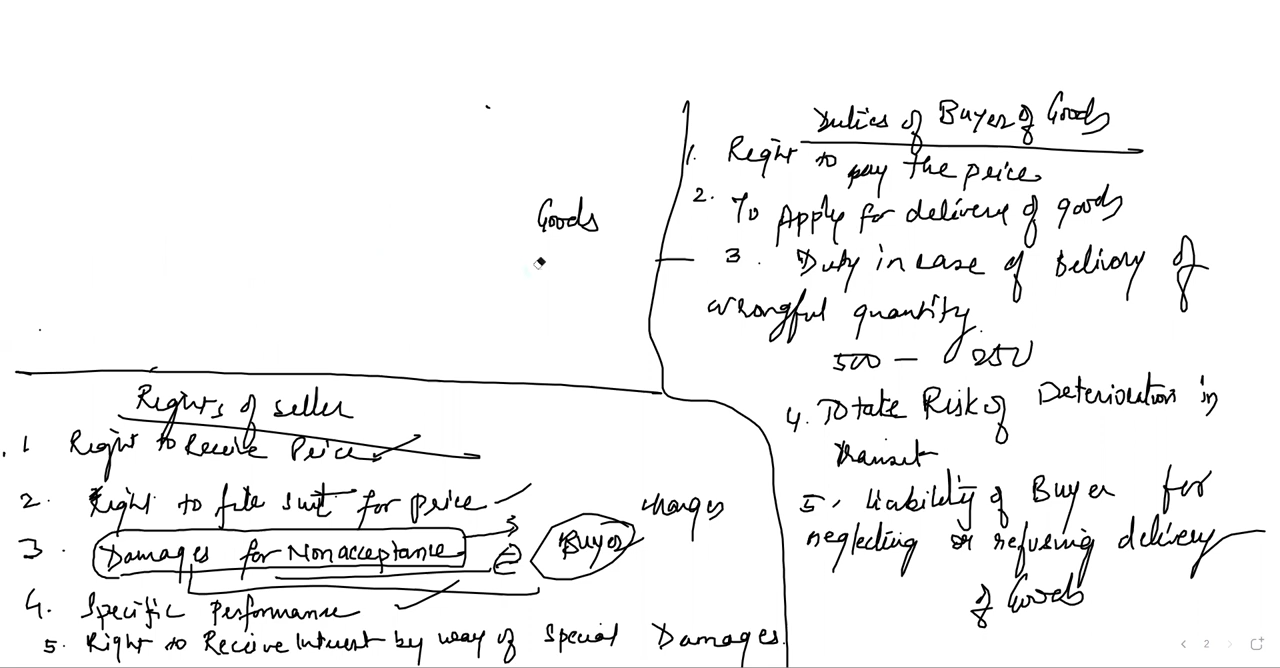 Goods
Rights of seller
1 Right to Receive Price
2. Right to file suit for price
3. Damages for Nonacceptance S = Buyer
charges
4. Specific Performance
5. Right to Receive Interest by way of Special Damages.
Duties of Buyer of Goods
1. Right to pay the price
2. To Apply for delivery of goods
3. Duty in case of Delivery of
wrongful quantity.
500 - 250
4. To take Risk of Deterioration in
transit
5. Liability of Buyer for
neglecting or refusing delivery
of Goods
2